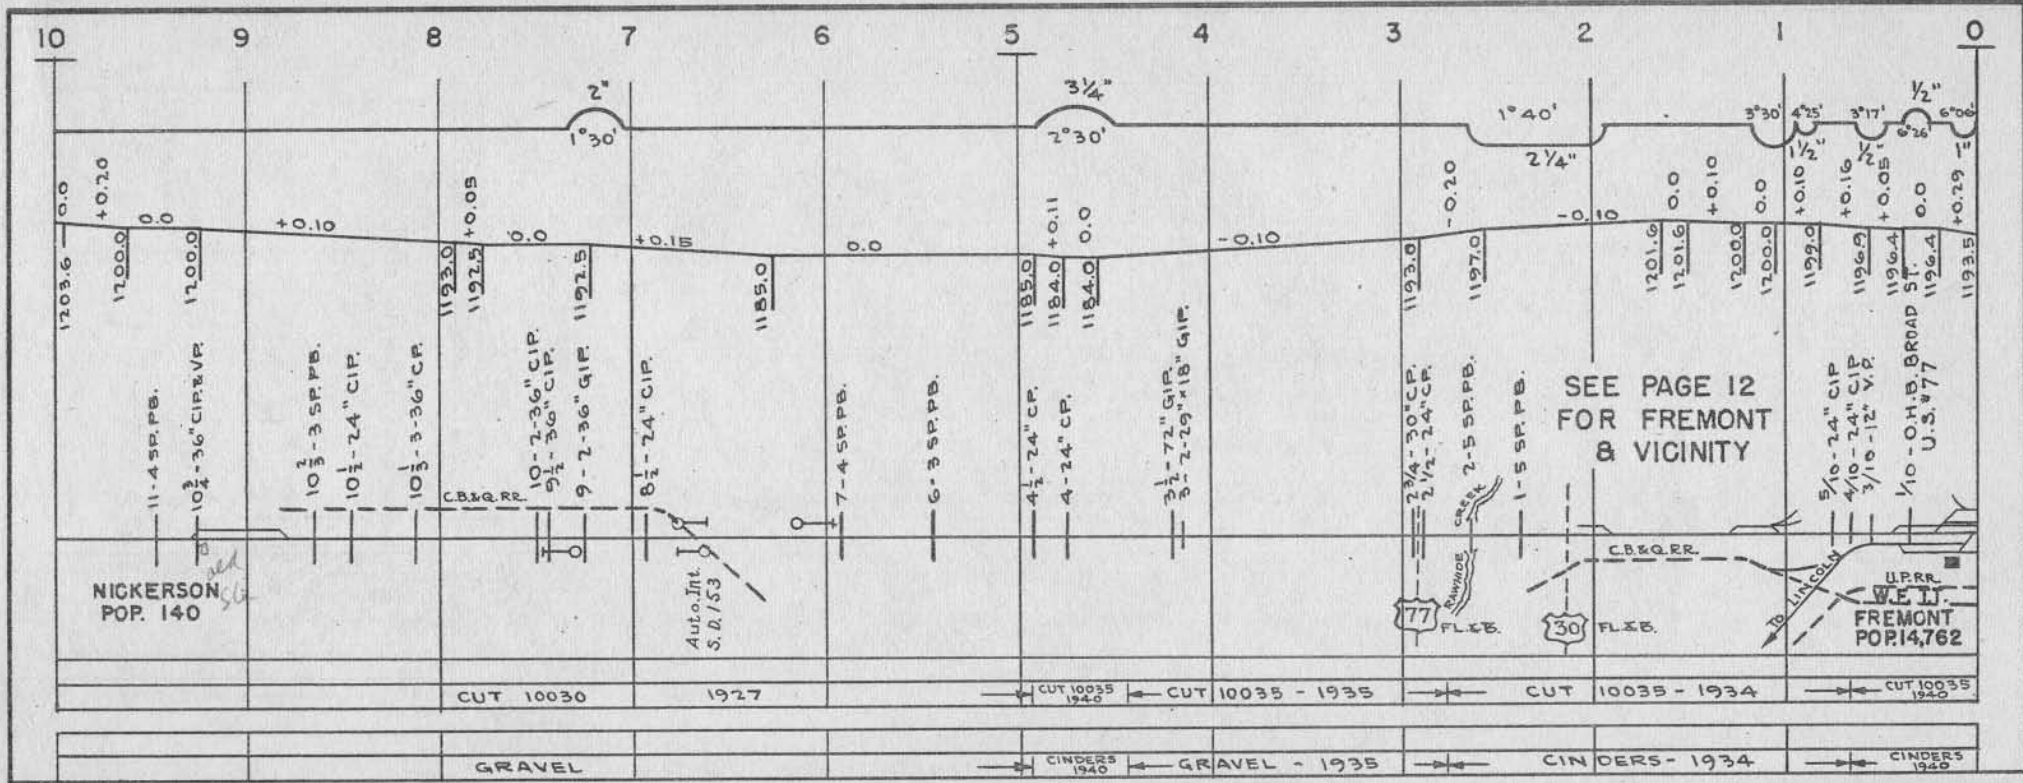 10 9 8 7 6 5 4 3 2 1 0
2" 3¼" ½"
1°30' 2°30' 1°40' 3°30' 4°25' 3°17' 6°26' 6°06'
2¼" 1½" ½" 1"
0.0 +0.20 0.0 +0.10 +0.05 0.0 +0.15 0.0 +0.11 0.0 -0.10 -0.20 -0.10 0.0 +0.10 0.0 +0.10 +0.16 +0.05 0.0 +0.29
1203.6 1200.0 1200.0 1193.0 1192.5 1192.5 1185.0 1185.0 1184.0 1184.0 1193.0 1197.0 1201.6 1201.6 1200.0 1200.0 1199.0 1196.9 1196.4 1196.4 1193.5
11-4 SP. PB.
10¾-36" CIP. & VP.
10⅔-3 SP. PB.
10½-24" CIP.
10⅓-3-36" CP.
10-2-36" CIP.
9½-36" CIP.
9-2-36" GIP.
8½-24" CIP.
7-4 SP. PB.
6-3 SP. PB.
4½-24" CP.
4-24" CP.
3½-72" GIP.
3-2-29"×18" GIP.
2¾-30" CP.
2½-24" CP.
2-5 SP. PB.
1-5 SP. PB.
5/10-24" CIP
4/10-24" CIP
3/10-12" V.P.
1/10-O.H.B. BROAD ST.
U.S. #77
SEE PAGE 12
FOR FREMONT
& VICINITY
C.B.&Q. RR.
CREEK
RAWHIDE
C.B.&Q. RR.
TO LINCOLN
old
NICKERSON
POP. 140
Auto. Int.
S.D. 153
77 FL.&B.
30 FL.&B.
U.P. RR.
FREMONT
POP. 14,762
CUT 10030 1927 CUT 10035 1940 CUT 10035 - 1935 CUT 10035 - 1934 CUT 10035 1940
GRAVEL CINDERS 1940 GRAVEL - 1935 CINDERS - 1934 CINDERS 1940